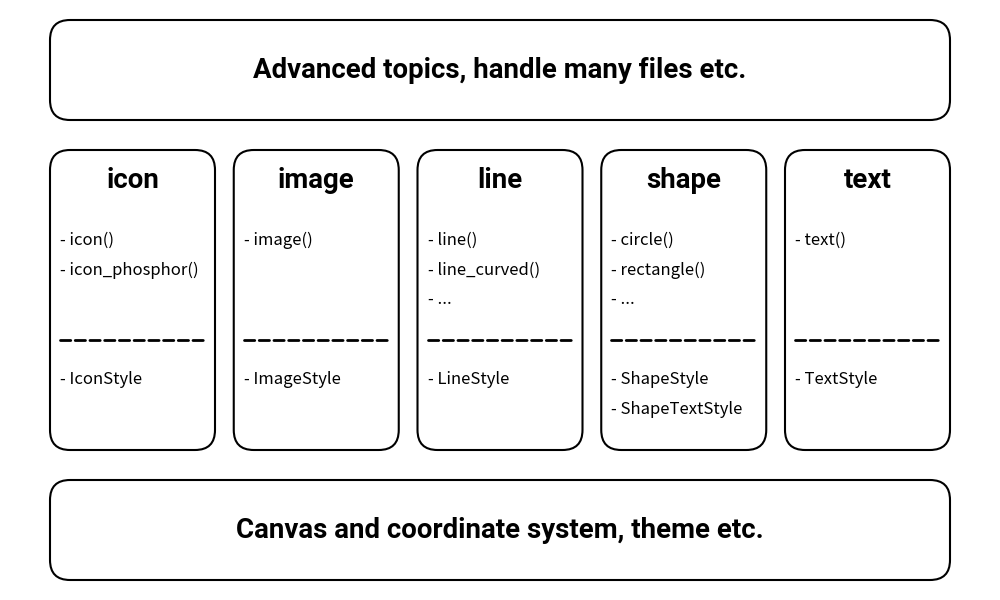 Advanced topics, handle many files etc.
icon
- icon()
- icon_phosphor()
- IconStyle
image
- image()
- ImageStyle
line
- line()
- line_curved()
- ...
- LineStyle
shape
- circle()
- rectangle()
- ...
- ShapeStyle
- ShapeTextStyle
text
- text()
- TextStyle
Canvas and coordinate system, theme etc.